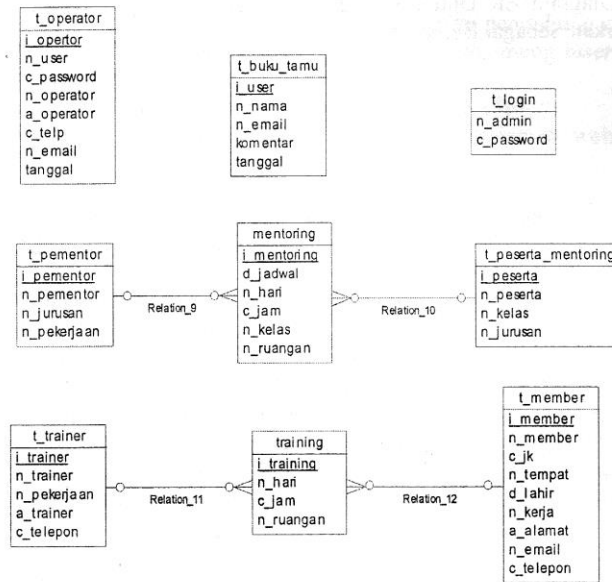 t_operator
i_opertor
n_user
c_password
n_operator
a_operator
c_telp
n_email
tanggal
t_buku_tamu
i_user
n_nama
n_email
komentar
tanggal
t_login
n_admin
c_password
t_pementor
i_pementor
n_pementor
n_jurusan
n_pekerjaan
Relation_9
mentoring
i_mentoring
d_jadwal
n_hari
c_jam
n_kelas
n_ruangan
Relation_10
t_peserta_mentoring
i_peserta
n_peserta
n_kelas
n_jurusan
t_trainer
i_trainer
n_trainer
n_pekerjaan
a_trainer
c_telepon
Relation_11
training
i_training
n_hari
c_jam
n_ruangan
Relation_12
t_member
i_member
n_member
c_jk
n_tempat
d_lahir
n_kerja
a_alamat
n_email
c_telepon